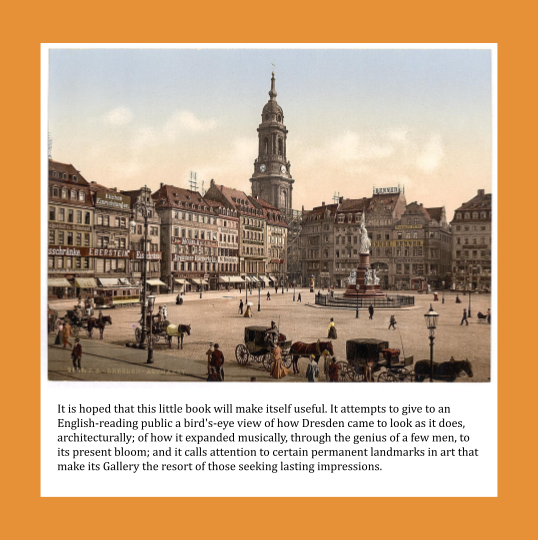 RENNER
It is hoped that this little book will make itself useful. It attempts to give to an
English-reading public a bird's-eye view of how Dresden came to look as it does,
architecturally; of how it expanded musically, through the genius of a few men, to
its present bloom; and it calls attention to certain permanent landmarks in art that
make its Gallery the resort of those seeking lasting impressions.